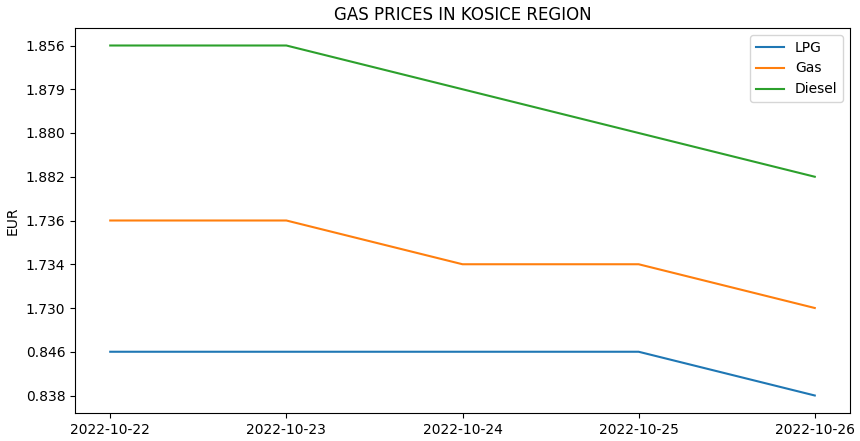 GAS PRICES IN KOSICE REGION
1.856
1.879
1.880
1.882
1.736
1.734
1.730
0.846
0.838
EUR
LPG
Gas
Diesel
2022-10-22
2022-10-23
2022-10-24
2022-10-25
2022-10-26